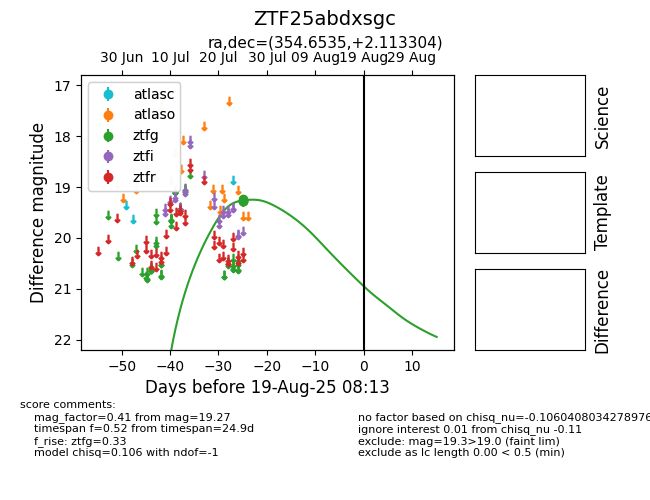 ZTF25abdxsgc
ra,dec=(354.6535,+2.113304)
30 Jun 10 Jul 20 Jul 30 Jul 09 Aug 19 Aug 29 Aug
17
18
19
20
21
22
Difference magnitude
atlasc
atlaso
ztfg
ztfi
ztfr
−50 −40 −30 −20 −10 0 10
Days before 19-Aug-25 08:13
Science
Template
Difference
score comments:
mag_factor=0.41 from mag=19.27
timespan f=0.52 from timespan=24.9d
f_rise: ztfg=0.33
model chisq=0.106 with ndof=-1
no factor based on chisq_nu=-0.1060408034278976
ignore interest 0.01 from chisq_nu -0.11
exclude: mag=19.3>19.0 (faint lim)
exclude as lc length 0.00 < 0.5 (min)